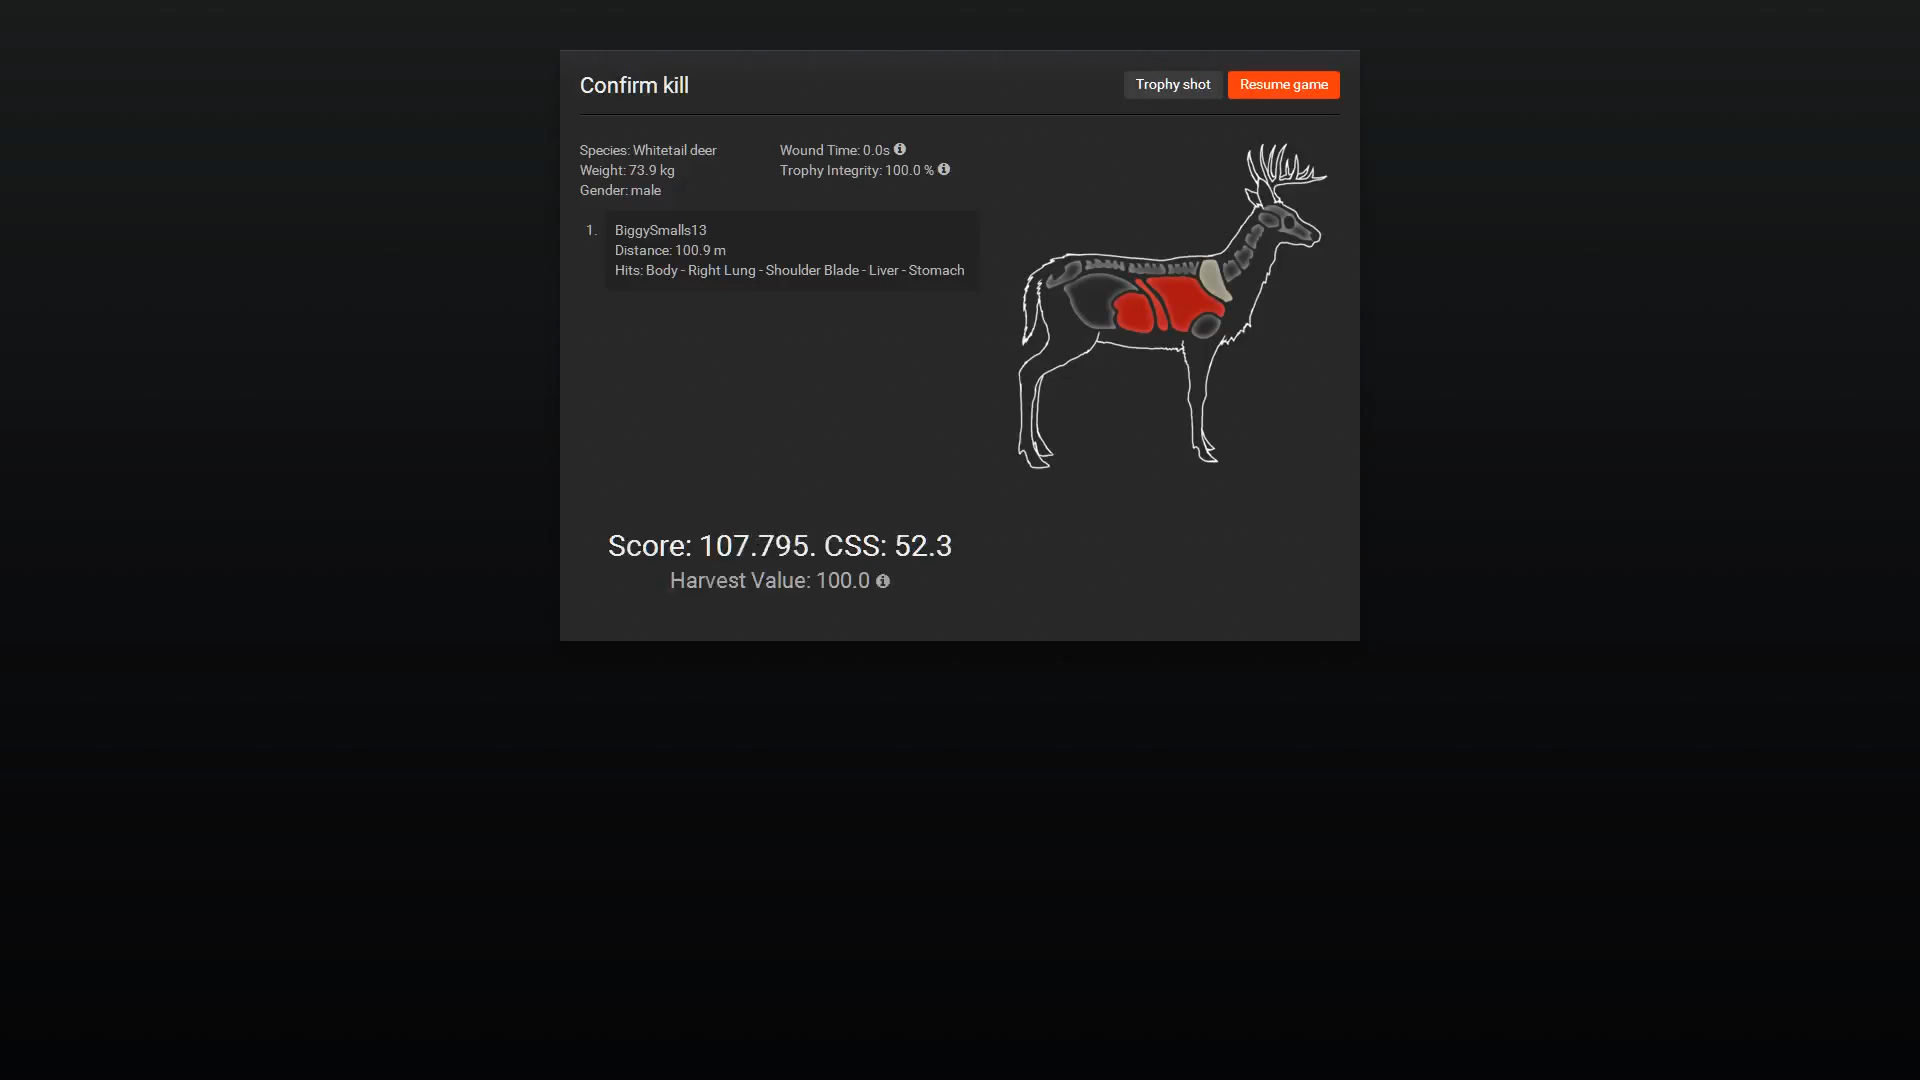 Confirm kill
Trophy shot
Resume game
Species: Whitetail deer
Weight: 73.9 kg
Gender: male
Wound Time: 0.0s
Trophy Integrity: 100.0 %
1.
BiggySmalls13
Distance: 100.9 m
Hits: Body - Right Lung - Shoulder Blade - Liver - Stomach
Score: 107.795. CSS: 52.3
Harvest Value: 100.0